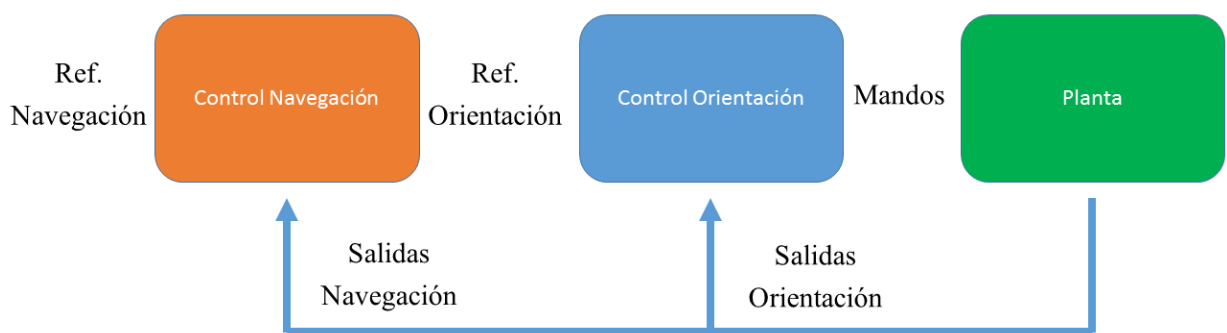 Ref.
Navegación
Control Navegación
Ref.
Orientación
Control Orientación
Mandos
Planta
Salidas
Navegación
Salidas
Orientación